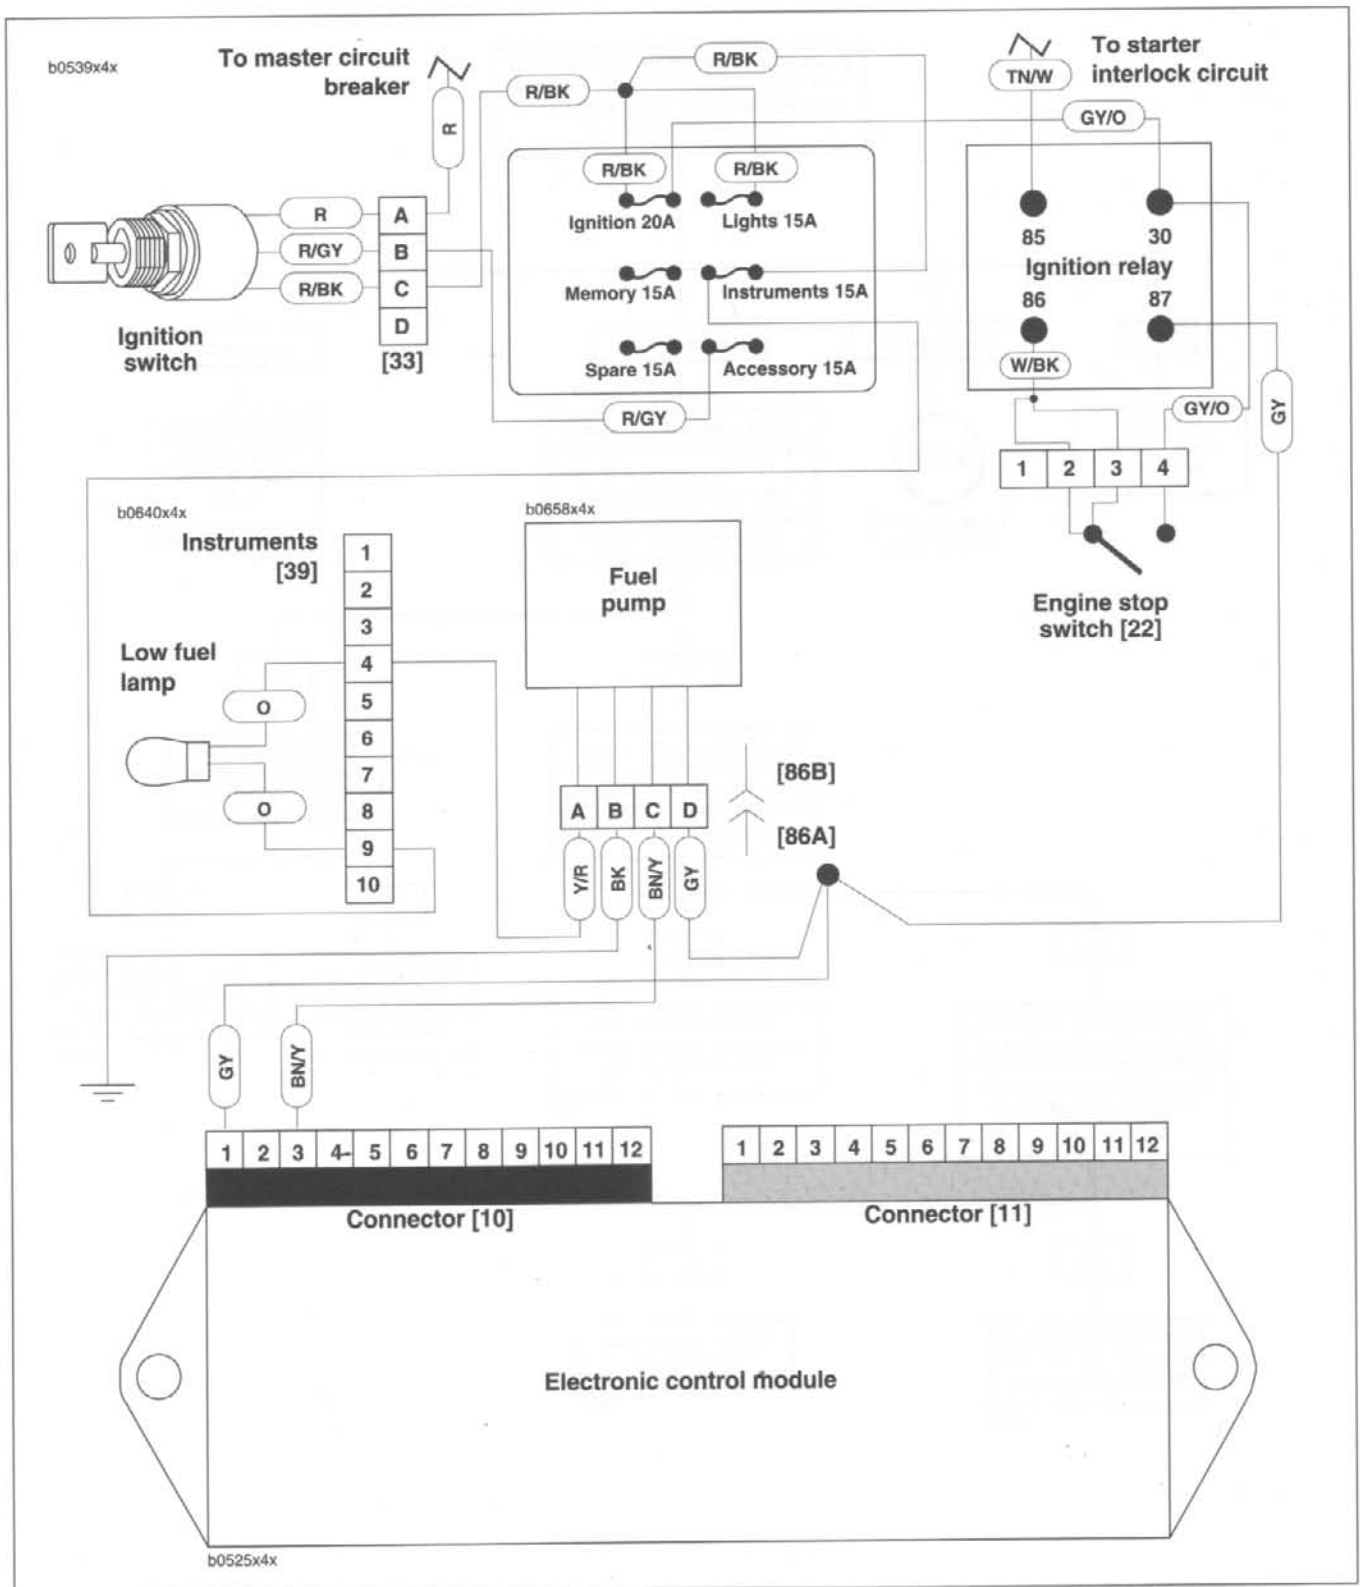 b0539x4x
To master circuit
breaker
R
R/BK
R/BK
To starter
interlock circuit
TN/W
GY/O
R
R/GY
R/BK
A
B
C
D
[33]
Ignition
switch
R/BK
R/BK
Ignition 20A
Lights 15A
Memory 15A
Instruments 15A
Spare 15A
Accessory 15A
R/GY
85
30
Ignition relay
86
87
W/BK
GY/O
GY
1
2
3
4
Engine stop
switch [22]
b0640x4x
Instruments
[39]
1
2
3
4
5
6
7
8
9
10
Low fuel
lamp
O
O
b0658x4x
Fuel
pump
A
B
C
D
[86B]
[86A]
Y/R
BK
BN/Y
GY
GY
BN/Y
1 2 3 4 5 6 7 8 9 10 11 12
Connector [10]
1 2 3 4 5 6 7 8 9 10 11 12
Connector [11]
Electronic control module
b0525x4x